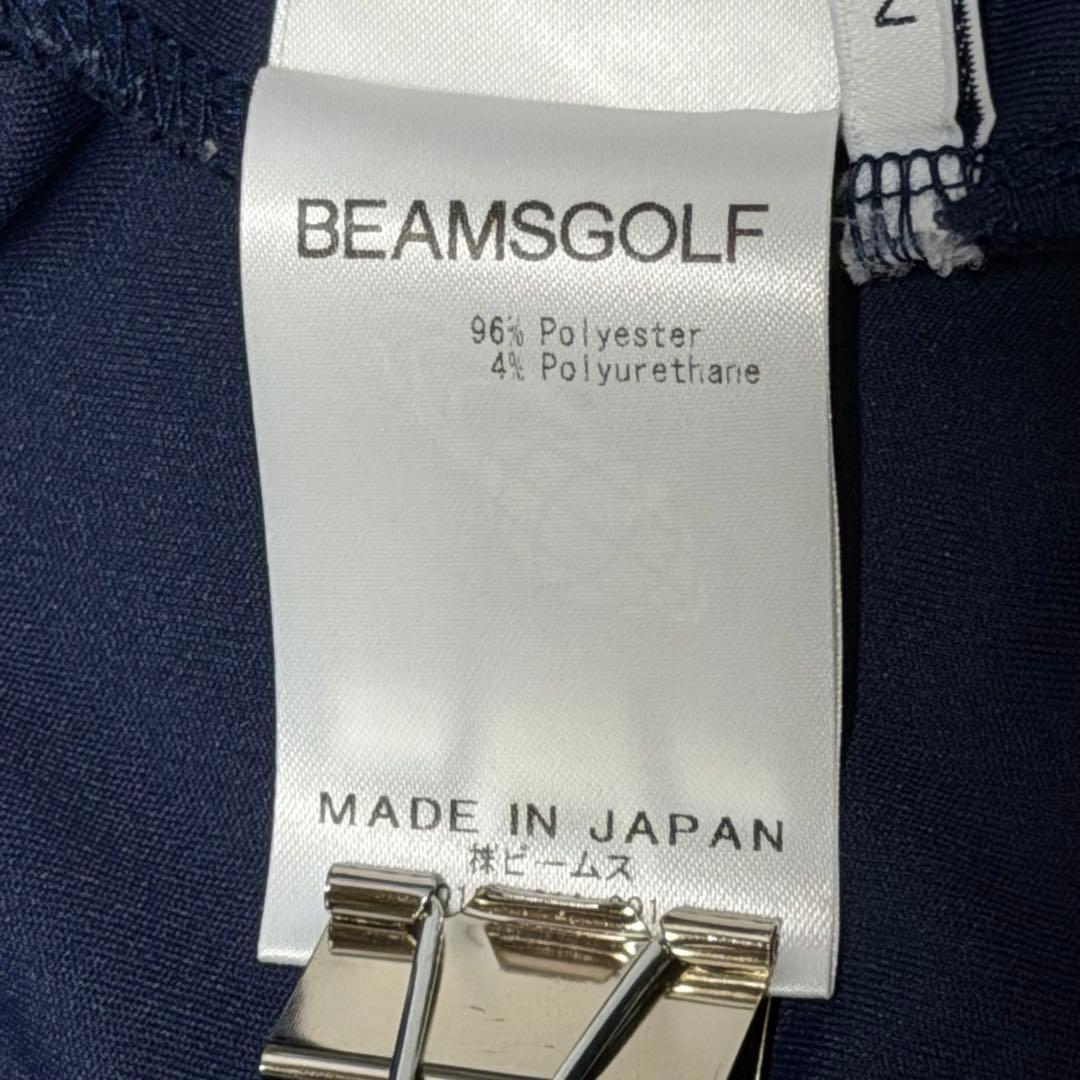 BEAMSGOLF
96% Polyester
4% Polyurethane
MADE IN JAPAN
㈱ビームス